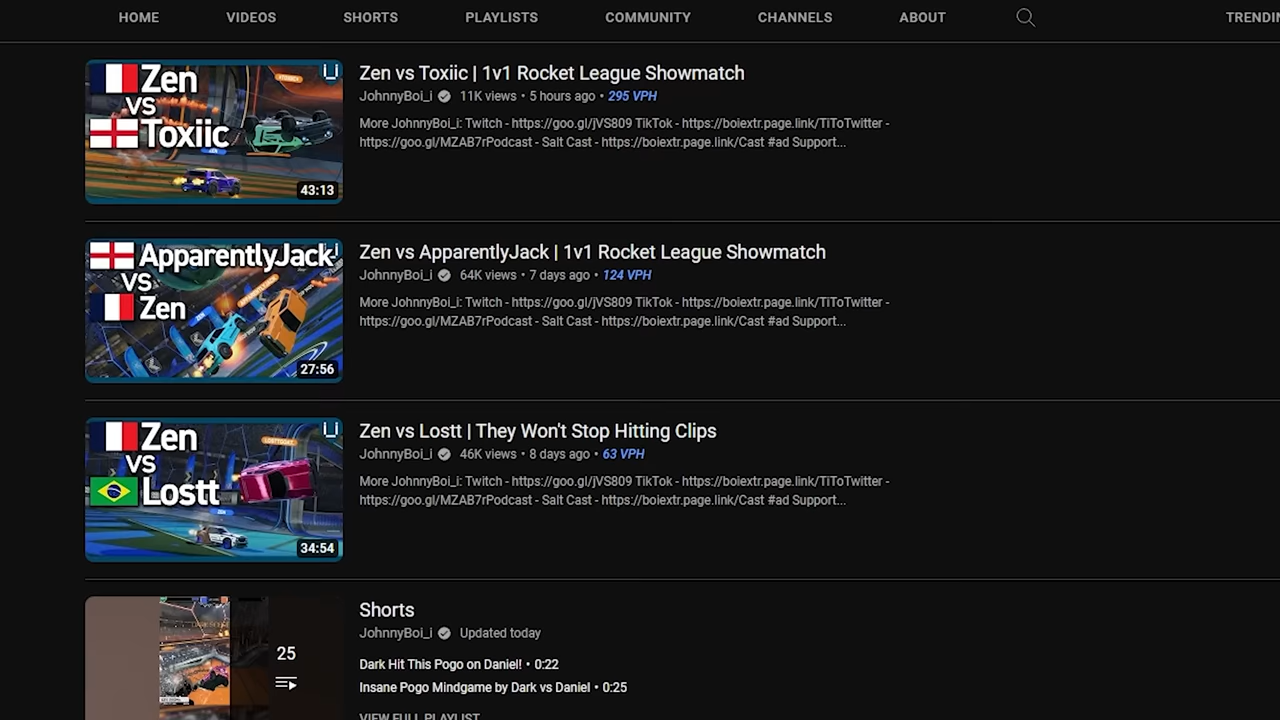 HOME VIDEOS SHORTS PLAYLISTS COMMUNITY CHANNELS ABOUT
Zen
VS
Toxiic
43:13
Zen vs Toxiic | 1v1 Rocket League Showmatch
JohnnyBoi_i 11K views • 5 hours ago • 295 VPH
More JohnnyBoi_i: Twitch - https://goo.gl/jVS809 TikTok - https://boiextr.page.link/TiToTwitter -
https://goo.gl/MZAB7rPodcast - Salt Cast - https://boiextr.page.link/Cast #ad Support...
ApparentlyJack
VS
Zen
27:56
Zen vs ApparentlyJack | 1v1 Rocket League Showmatch
JohnnyBoi_i 64K views • 7 days ago • 124 VPH
More JohnnyBoi_i: Twitch - https://goo.gl/jVS809 TikTok - https://boiextr.page.link/TiToTwitter -
https://goo.gl/MZAB7rPodcast - Salt Cast - https://boiextr.page.link/Cast #ad Support...
Zen
VS
Lostt
34:54
Zen vs Lostt | They Won't Stop Hitting Clips
JohnnyBoi_i 46K views • 8 days ago • 63 VPH
More JohnnyBoi_i: Twitch - https://goo.gl/jVS809 TikTok - https://boiextr.page.link/TiToTwitter -
https://goo.gl/MZAB7rPodcast - Salt Cast - https://boiextr.page.link/Cast #ad Support...
25
Shorts
JohnnyBoi_i Updated today
Dark Hit This Pogo on Daniel! • 0:22
Insane Pogo Mindgame by Dark vs Daniel • 0:25
VIEW FULL PLAYLIST